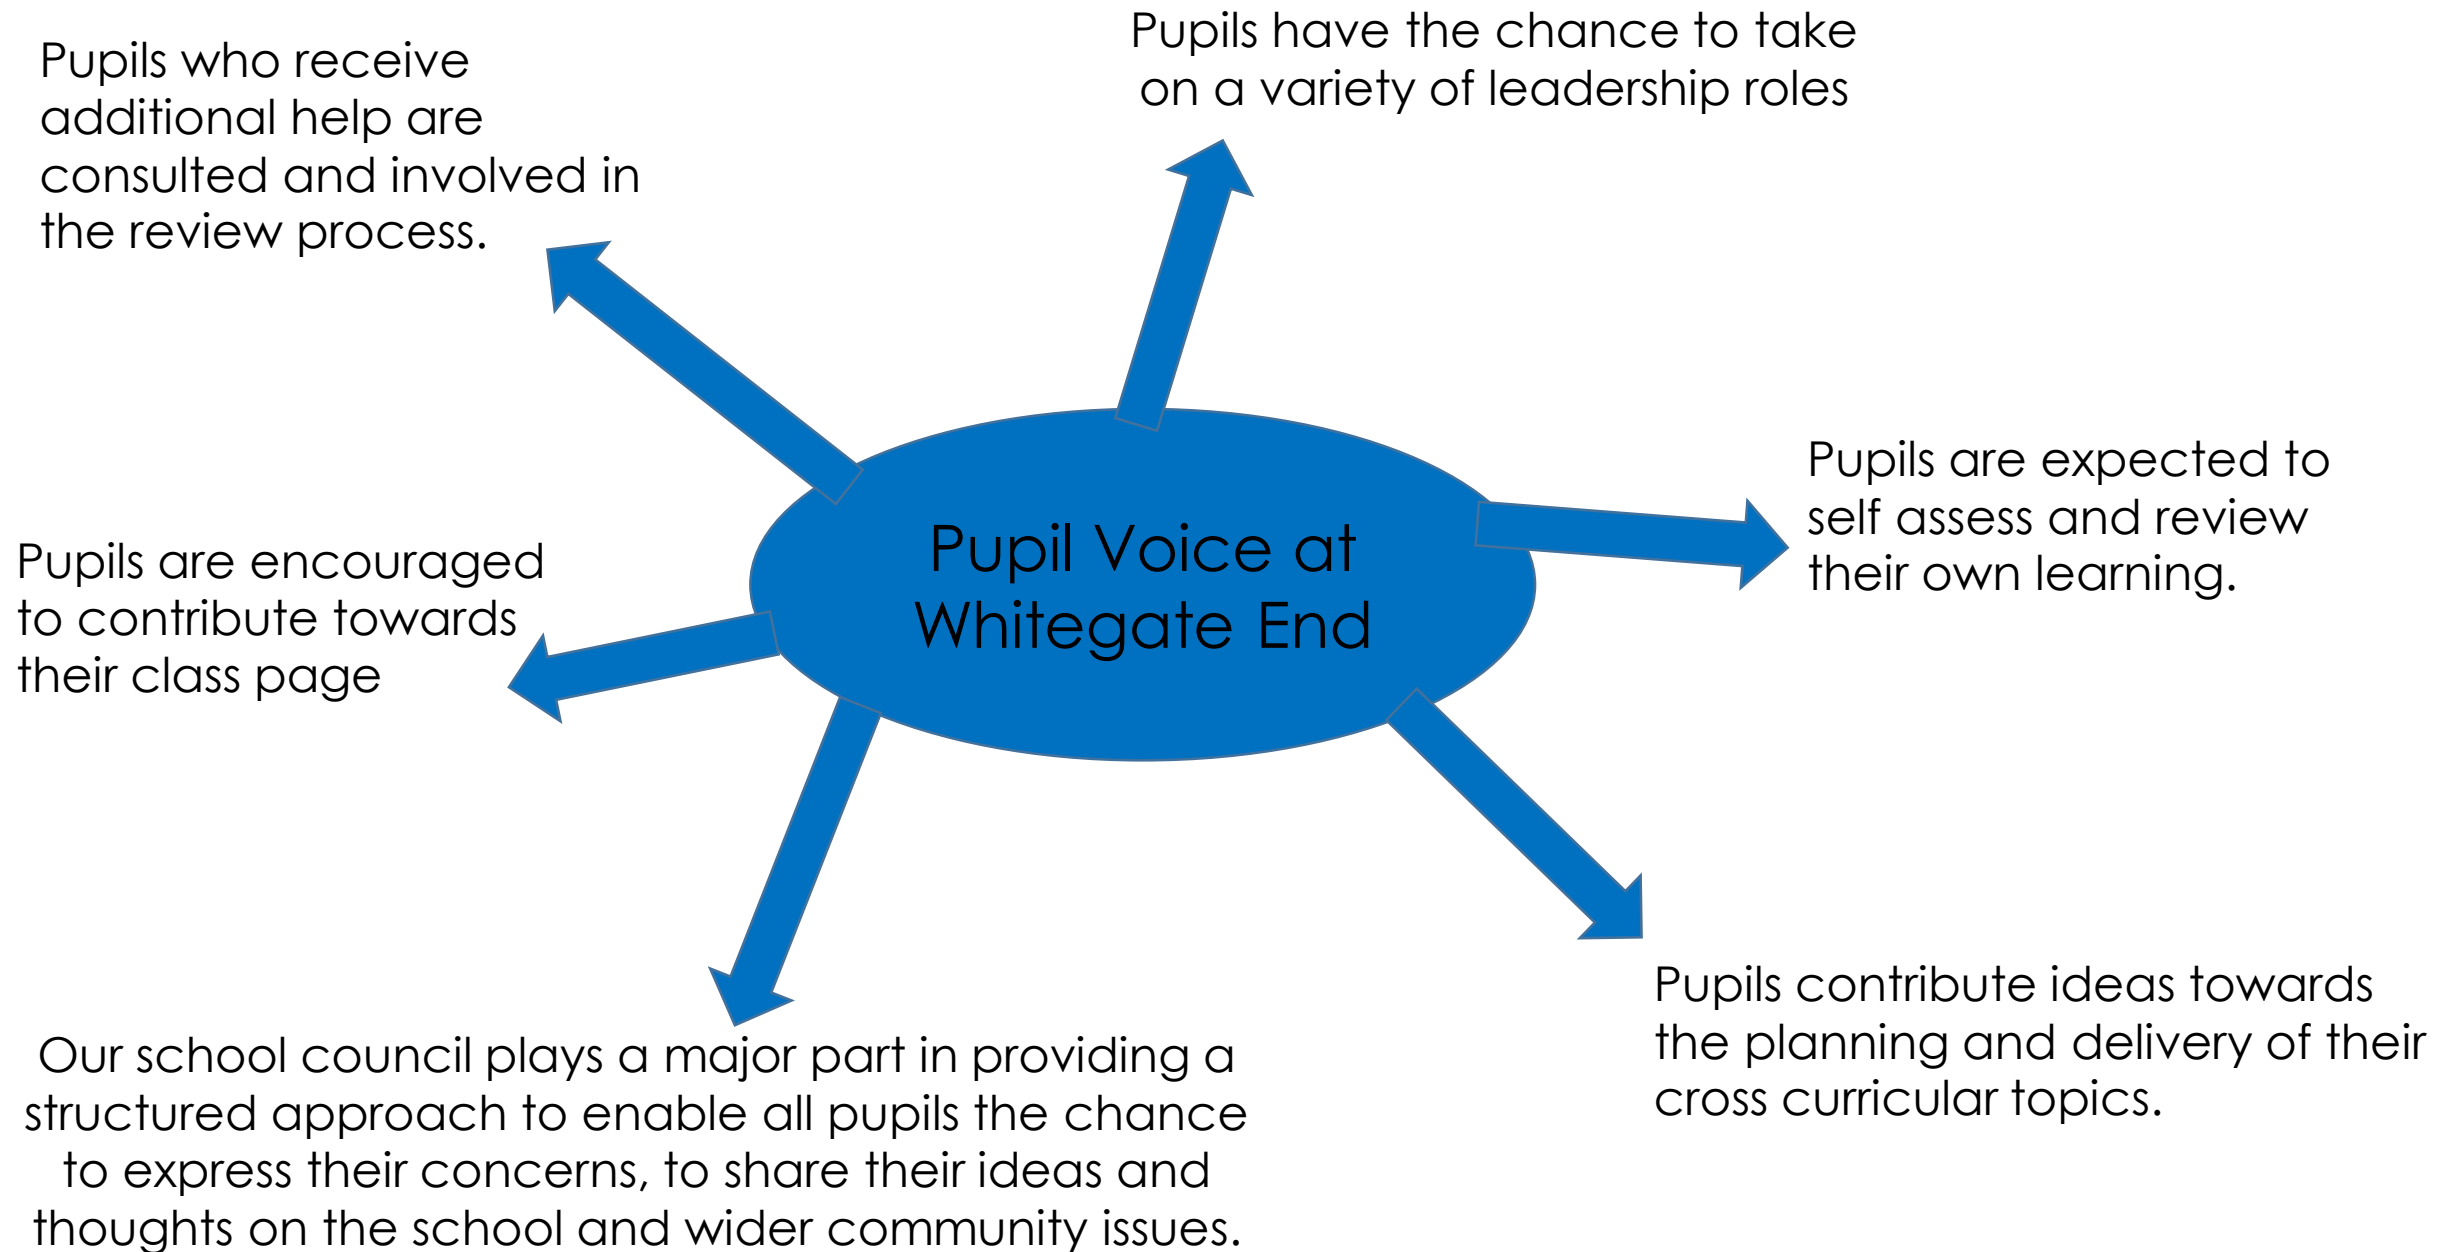 Pupils have the chance to take
on a variety of leadership roles
Pupils who receive
additional help are
consulted and involved in
the review process.
Pupils are expected to
self assess and review
their own learning.
Pupil Voice at
Whitegate End
Pupils are encouraged
to contribute towards
their class page
Pupils contribute ideas towards
the planning and delivery of their
cross curricular topics.
Our school council plays a major part in providing a
structured approach to enable all pupils the chance
to express their concerns, to share their ideas and
thoughts on the school and wider community issues.